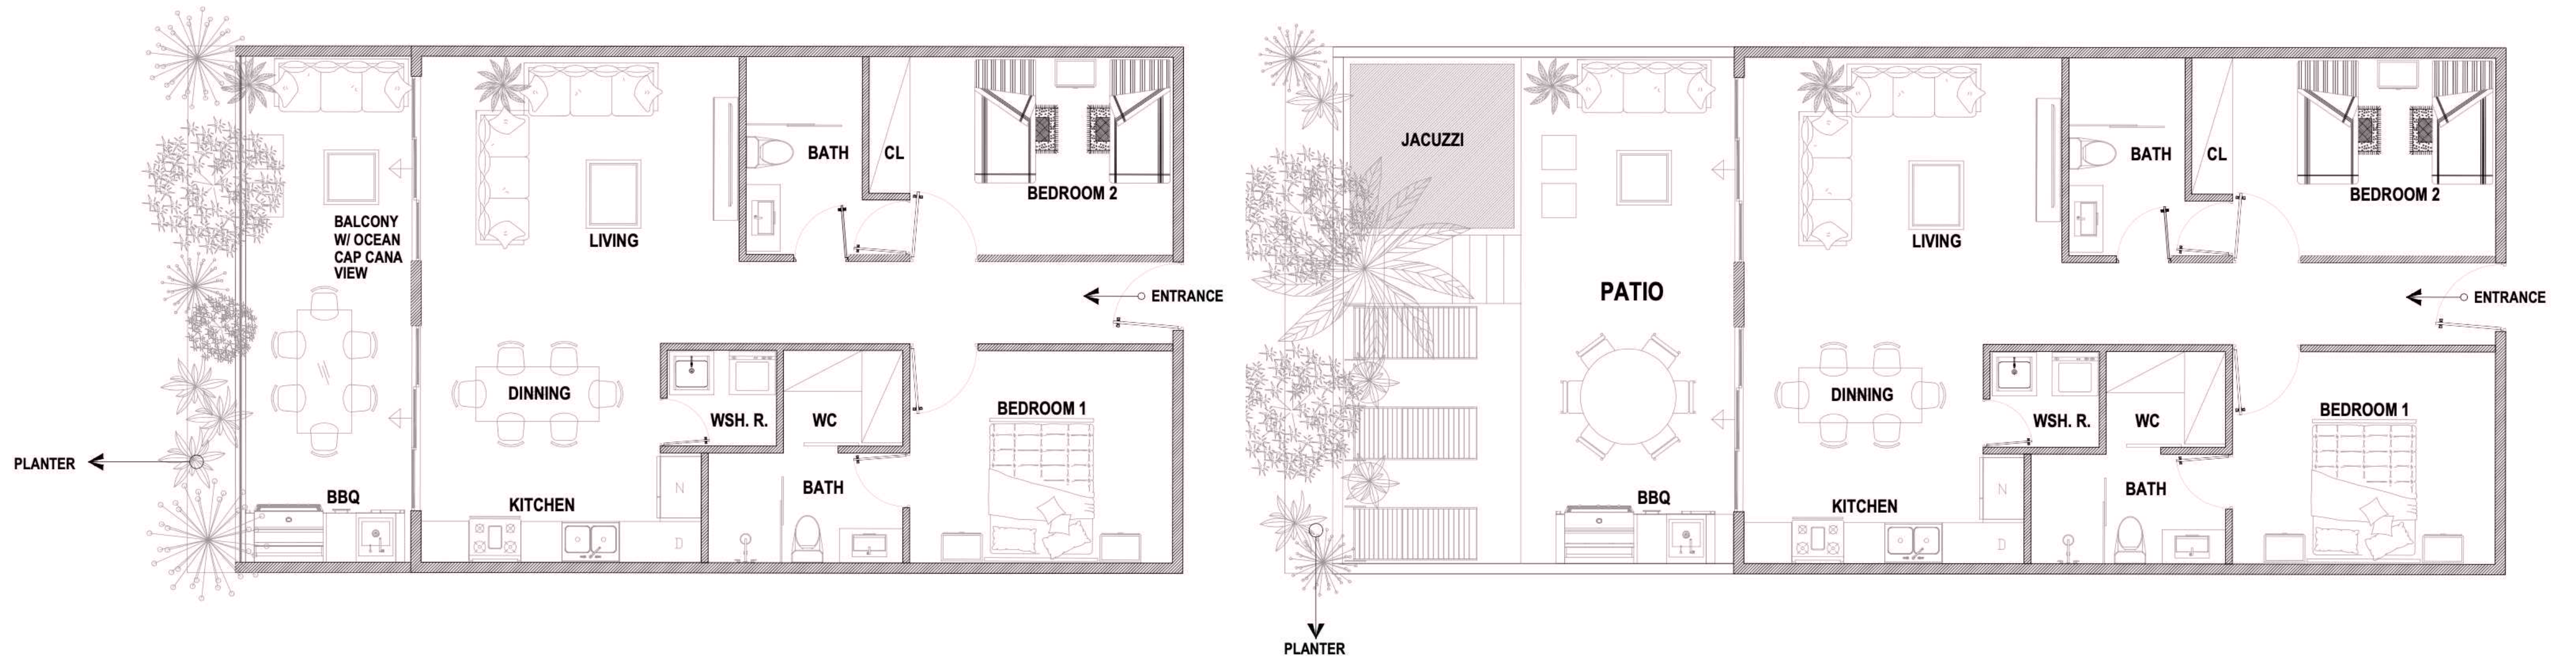 BATH
CL
BEDROOM 2
BALCONY
W/ OCEAN
CAP CANA
VIEW
LIVING
ENTRANCE
DINNING
WSH. R.
WC
BEDROOM 1
PLANTER
BBQ
KITCHEN
BATH
N
D
JACUZZI
BATH
CL
BEDROOM 2
LIVING
PATIO
ENTRANCE
DINNING
WSH. R.
WC
BEDROOM 1
BBQ
KITCHEN
BATH
N
D
PLANTER